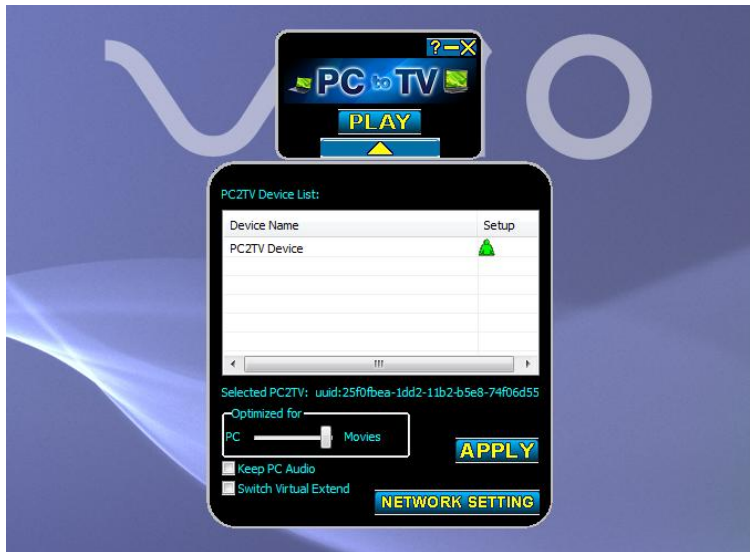 VAIO
?
PC to TV
PLAY
PC2TV Device List:
Device Name Setup
PC2TV Device
Selected PC2TV: uuid:25f0fbea-1dd2-11b2-b5e8-74f06d55
Optimized for
PC Movies
APPLY
Keep PC Audio
Switch Virtual Extend
NETWORK SETTING